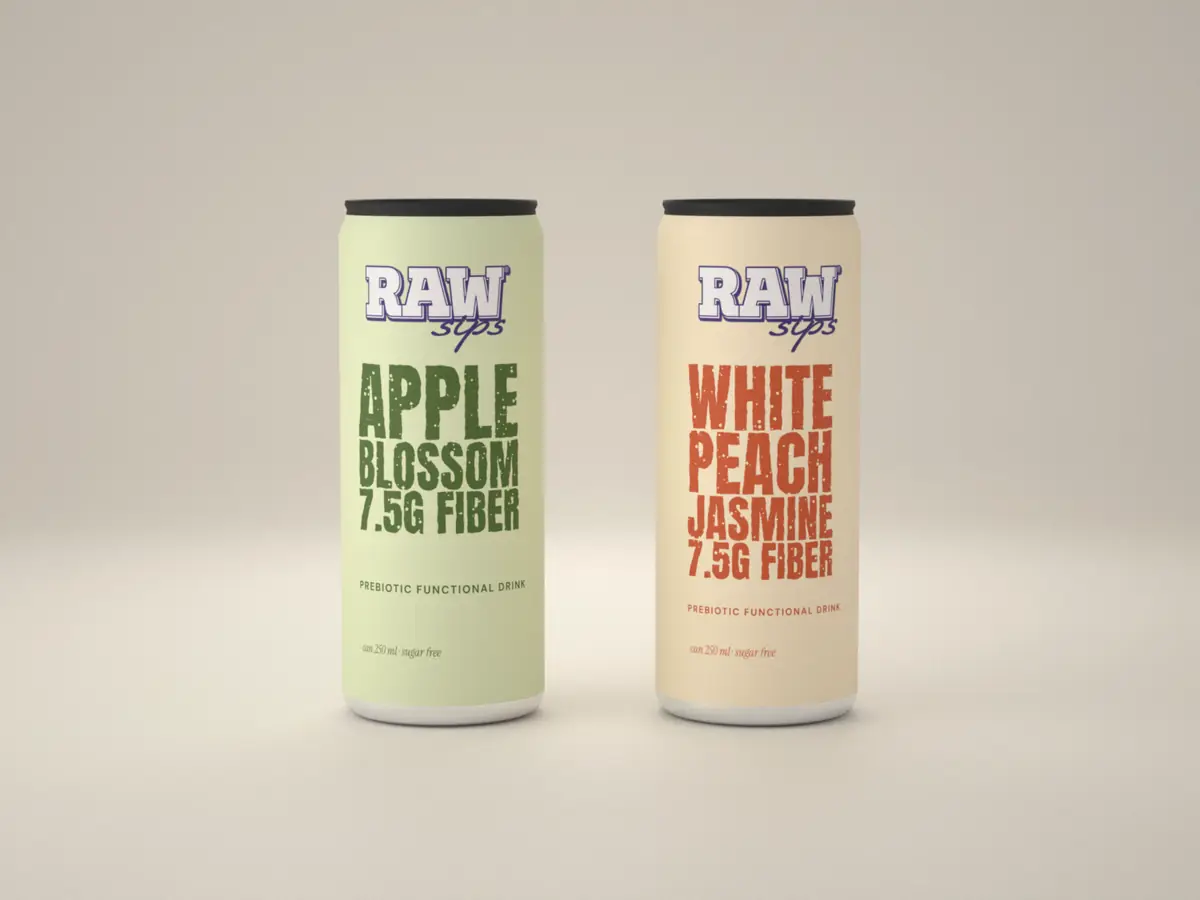 RAW
sips
APPLE
BLOSSOM
7.5G FIBER
PREBIOTIC FUNCTIONAL DRINK
can 250 ml · sugar free
RAW
sips
WHITE
PEACH
JASMINE
7.5G FIBER
PREBIOTIC FUNCTIONAL DRINK
can 250 ml · sugar free